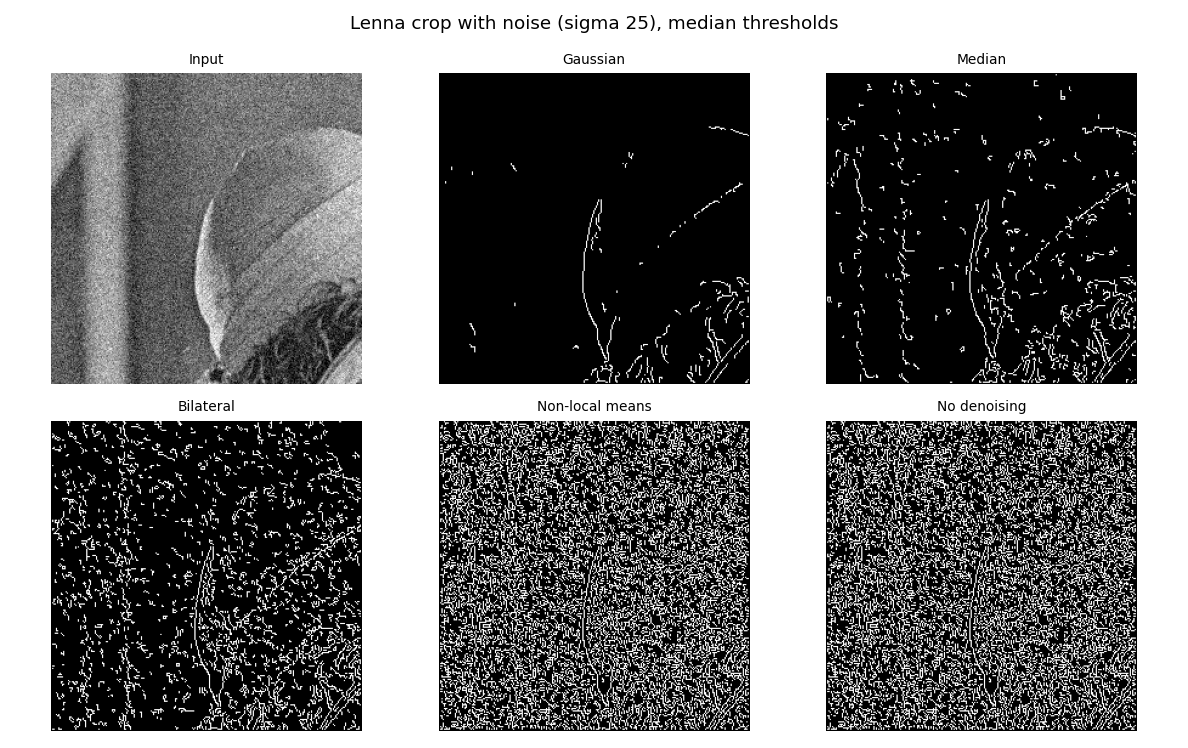 Lenna crop with noise (sigma 25), median thresholds
Input
Gaussian
Median
Bilateral
Non-local means
No denoising